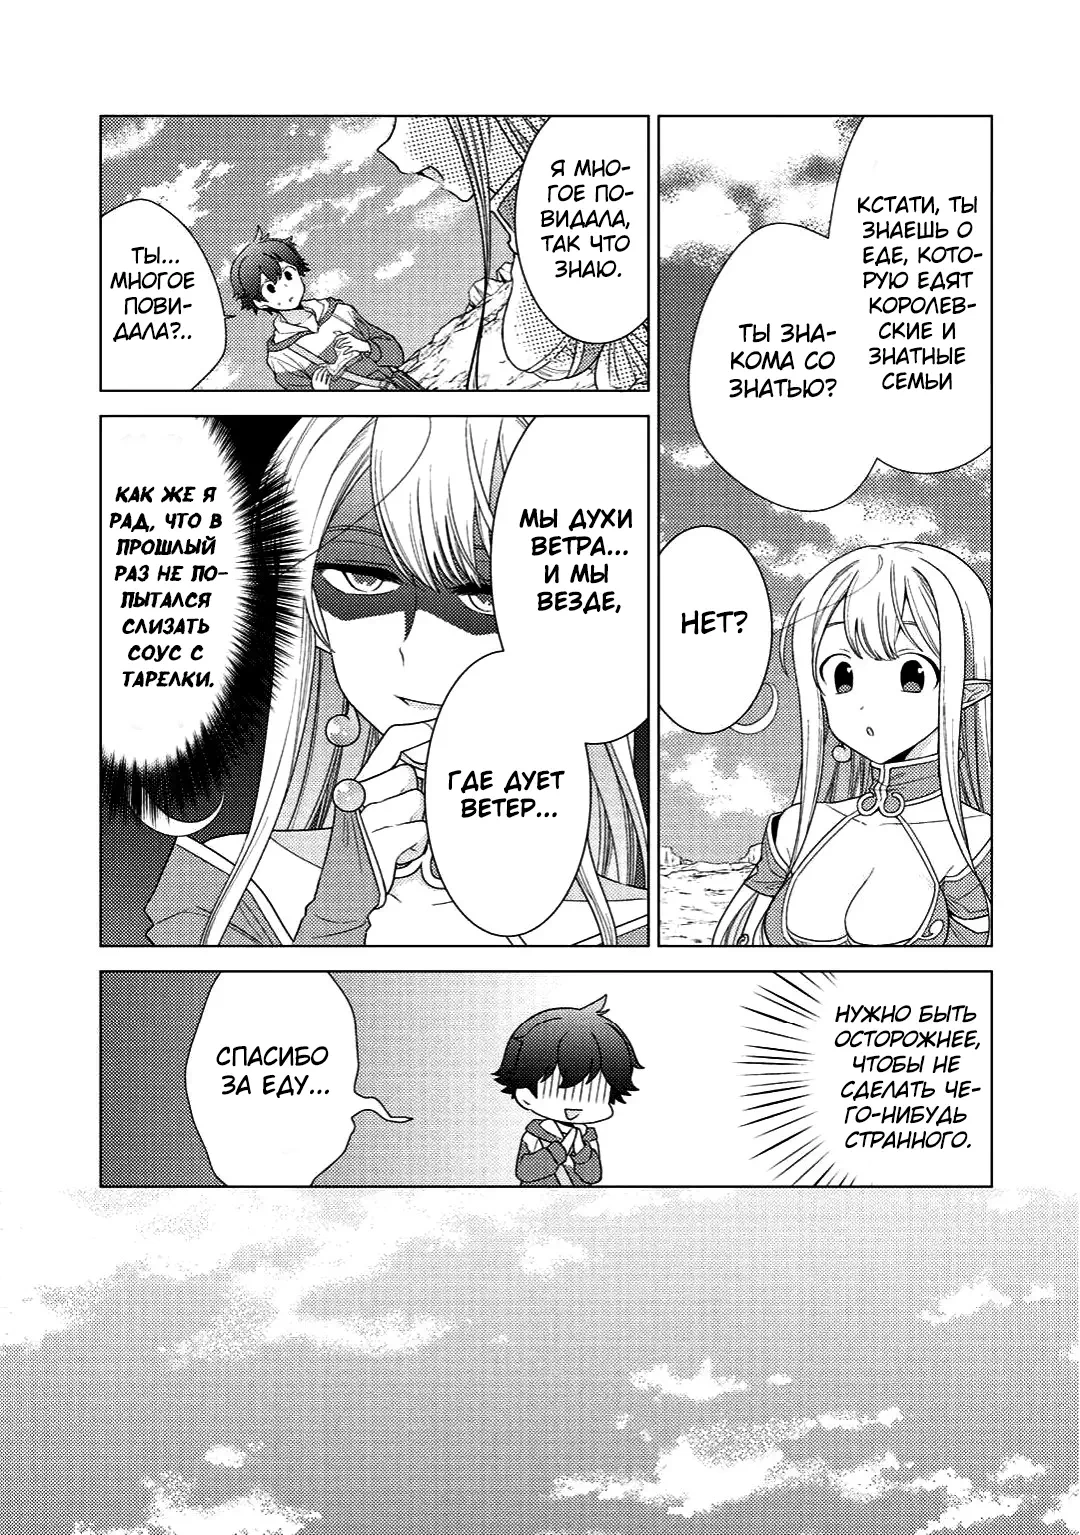 КСТАТИ, ТЫ
ЗНАЕШЬ О
ЕДЕ, КОТО-
РУЮ ЕДЯТ
КОРОЛЕВ-
СКИЕ И
ЗНАТНЫЕ
СЕМЬИ
ТЫ ЗНА-
КОМА СО
ЗНАТЬЮ?
НЕТ?
Я МНО-
ГОЕ ПО-
ВИДАЛА,
ТАК ЧТО
ЗНАЮ.
ТЫ...
МНОГОЕ
ПОВИ-
ДАЛА?..
МЫ ДУХИ
ВЕТРА...
И МЫ
ВЕЗДЕ,
ГДЕ ДУЕТ
ВЕТЕР...
КАК ЖЕ Я
РАД, ЧТО В
ПРОШЛЫЙ
РАЗ НЕ ПО-
ПЫТАЛСЯ
СЛИЗАТЬ
СОУС С
ТАРЕЛКИ.
НУЖНО БЫТЬ
ОСТОРОЖНЕЕ,
ЧТОБЫ НЕ
СДЕЛАТЬ ЧЕ-
ГО-НИБУДЬ
СТРАННОГО.
СПАСИБО
ЗА ЕДУ...